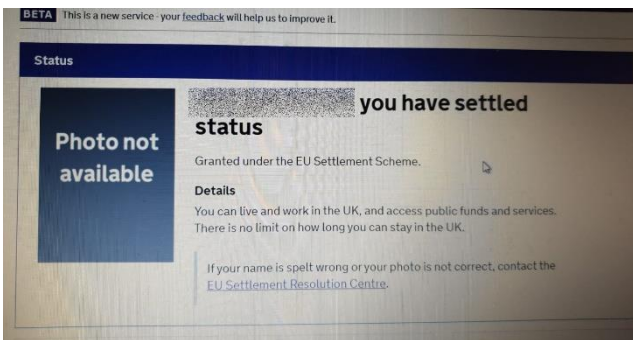 BETA This is a new service - your feedback will help us to improve it.
Status
Photo not
available
you have settled
status
Granted under the EU Settlement Scheme.
Details
You can live and work in the UK, and access public funds and services.
There is no limit on how long you can stay in the UK.
If your name is spelt wrong or your photo is not correct, contact the
EU Settlement Resolution Centre.